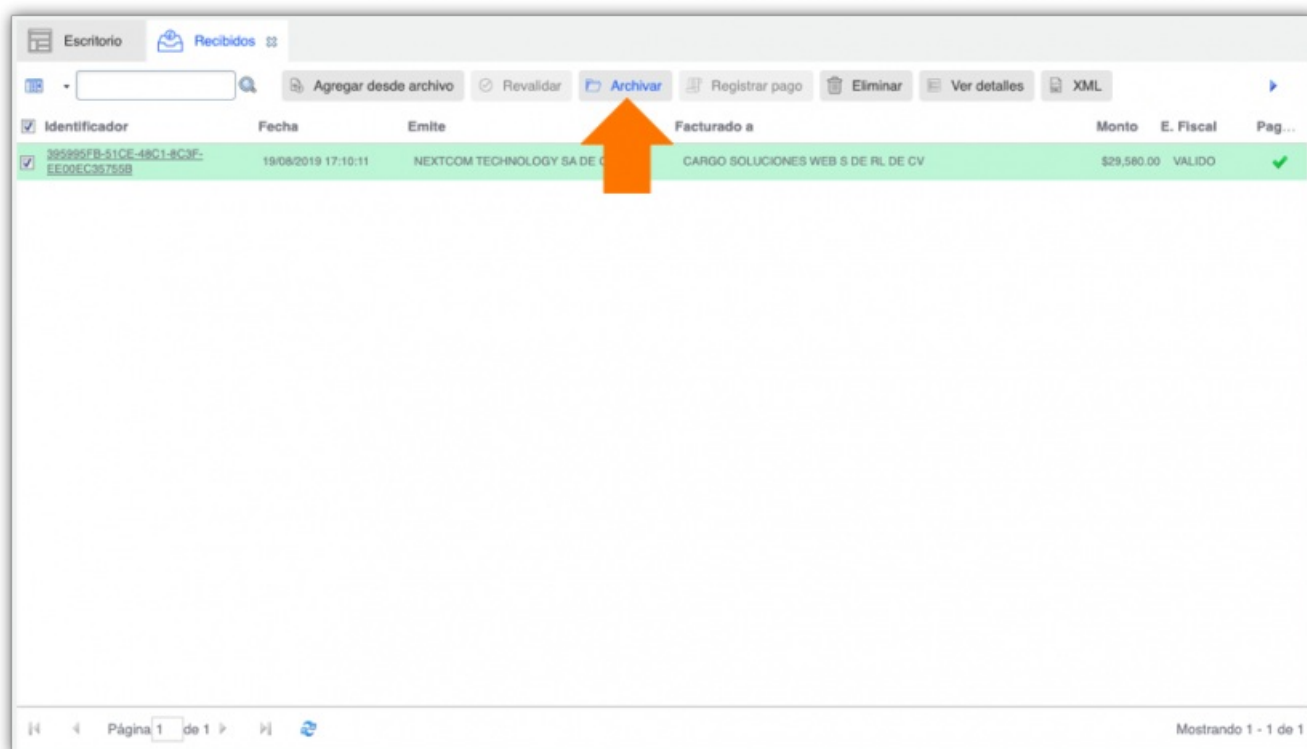 Escritorio Recibidos
Agregar desde archivo Revalidar Archivar Registrar pago Eliminar Ver detalles XML
Identificador Fecha Emite Facturado a Monto E. Fiscal Pag...
395995FB-51CE-48C1-8C3F-
EE00EC35755B 19/08/2019 17:10:11 NEXTCOM TECHNOLOGY SA DE CARGO SOLUCIONES WEB S DE RL DE CV $29,580.00 VALIDO
Página 1 de 1 Mostrando 1 - 1 de 1